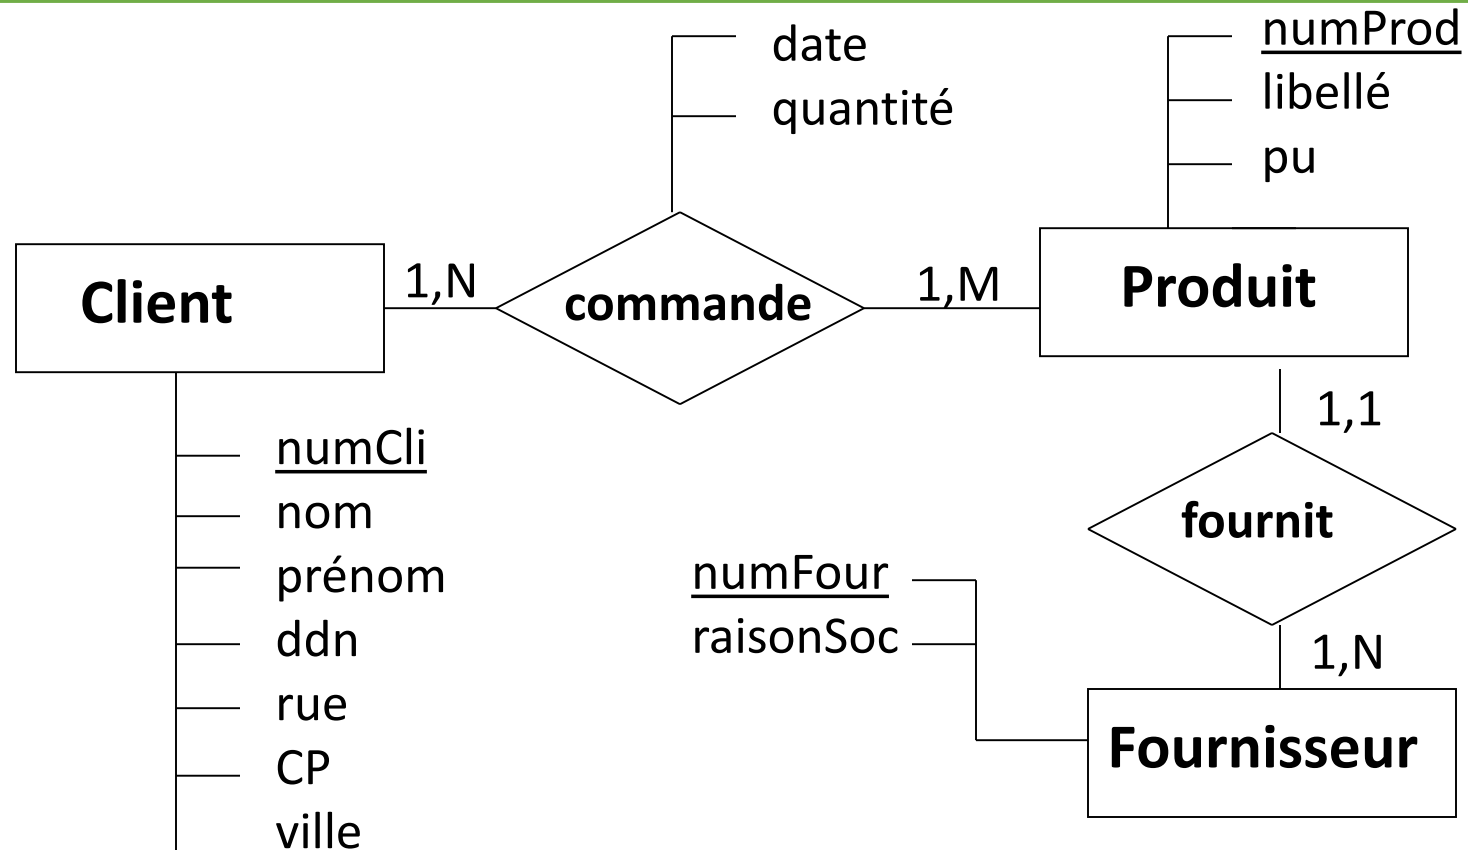 date
quantité
numProd
libellé
pu
Client
1,N
commande
1,M
Produit
1,1
fournit
1,N
Fournisseur
numCli
nom
prénom
ddn
rue
CP
ville
numFour
raisonSoc